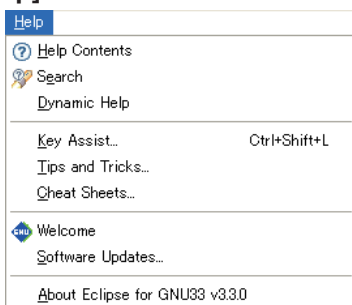 Help
Help Contents
Search
Dynamic Help
Key Assist... Ctrl+Shift+L
Tips and Tricks...
Cheat Sheets...
GNU Welcome
Software Updates...
About Eclipse for GNU33 v3.3.0